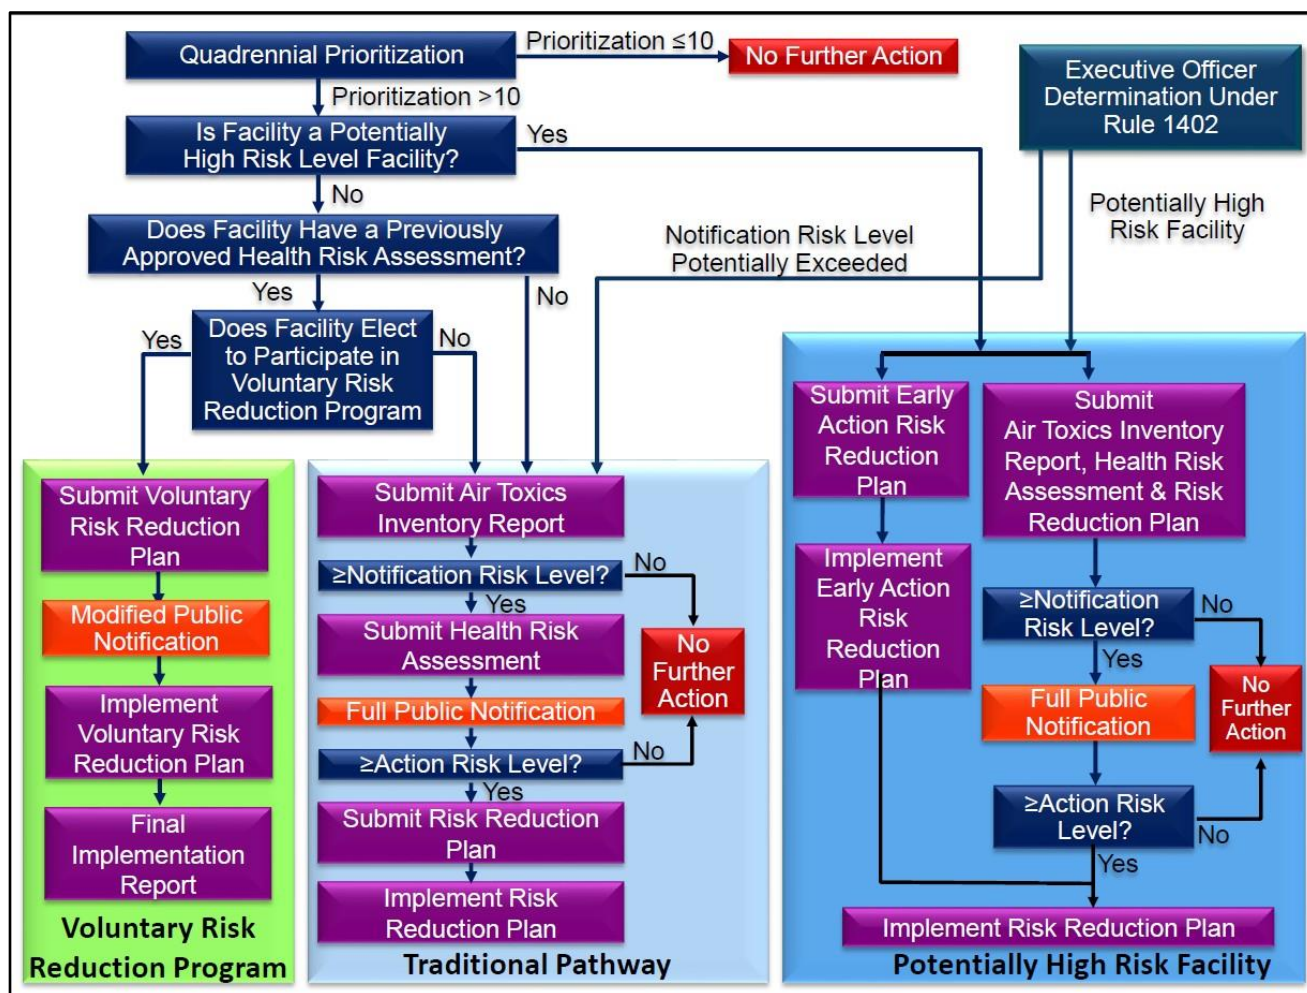 Quadrennial Prioritization
Prioritization ≤10
No Further Action
Executive Officer
Determination Under
Rule 1402
Prioritization >10
Is Facility a Potentially
High Risk Level Facility?
Yes
No
Potentially High
Risk Facility
Does Facility Have a Previously
Approved Health Risk Assessment?
Notification Risk Level
Potentially Exceeded
Yes
No
Does Facility Elect
to Participate in
Voluntary Risk
Reduction Program
Yes
No
Submit Voluntary
Risk Reduction
Plan
Modified Public
Notification
Implement
Voluntary Risk
Reduction Plan
Final
Implementation
Report
Voluntary Risk
Reduction Program
Submit Air Toxics
Inventory Report
≥Notification Risk Level?
No
Yes
Submit Health Risk
Assessment
No
Further
Action
Full Public Notification
≥Action Risk Level?
No
Yes
Submit Risk Reduction
Plan
Implement Risk
Reduction Plan
Traditional Pathway
Submit Early
Action Risk
Reduction
Plan
Implement
Early Action
Risk
Reduction
Plan
Submit
Air Toxics Inventory
Report, Health Risk
Assessment & Risk
Reduction Plan
≥Notification
Risk Level?
No
Yes
Full Public
Notification
No
Further
Action
≥Action Risk
Level?
No
Yes
Implement Risk Reduction Plan
Potentially High Risk Facility